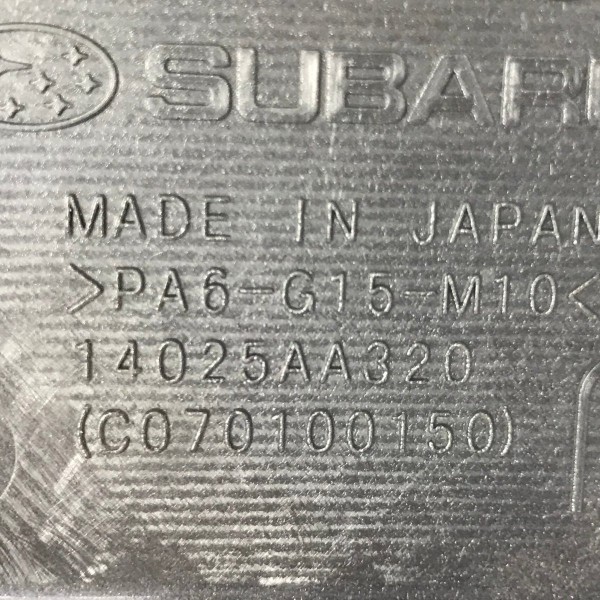 SUBAR
MADE IN JAPAN
>PA6-G15-M10<
14025AA320
(C070100150)